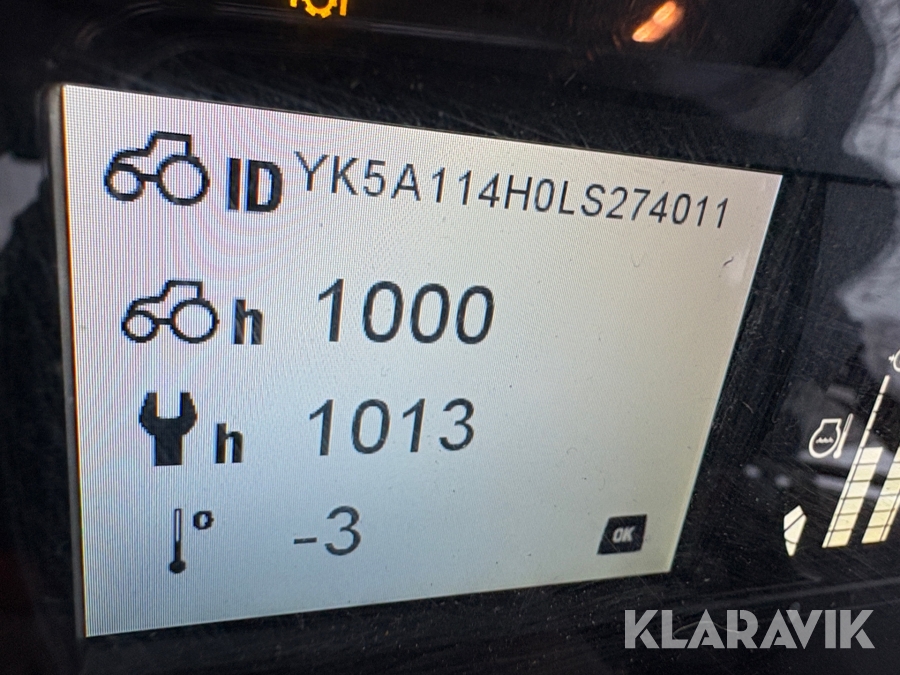 ID YK5A114H0LS274011
h 1000
h 1013
° -3
OK
KLARAVIK